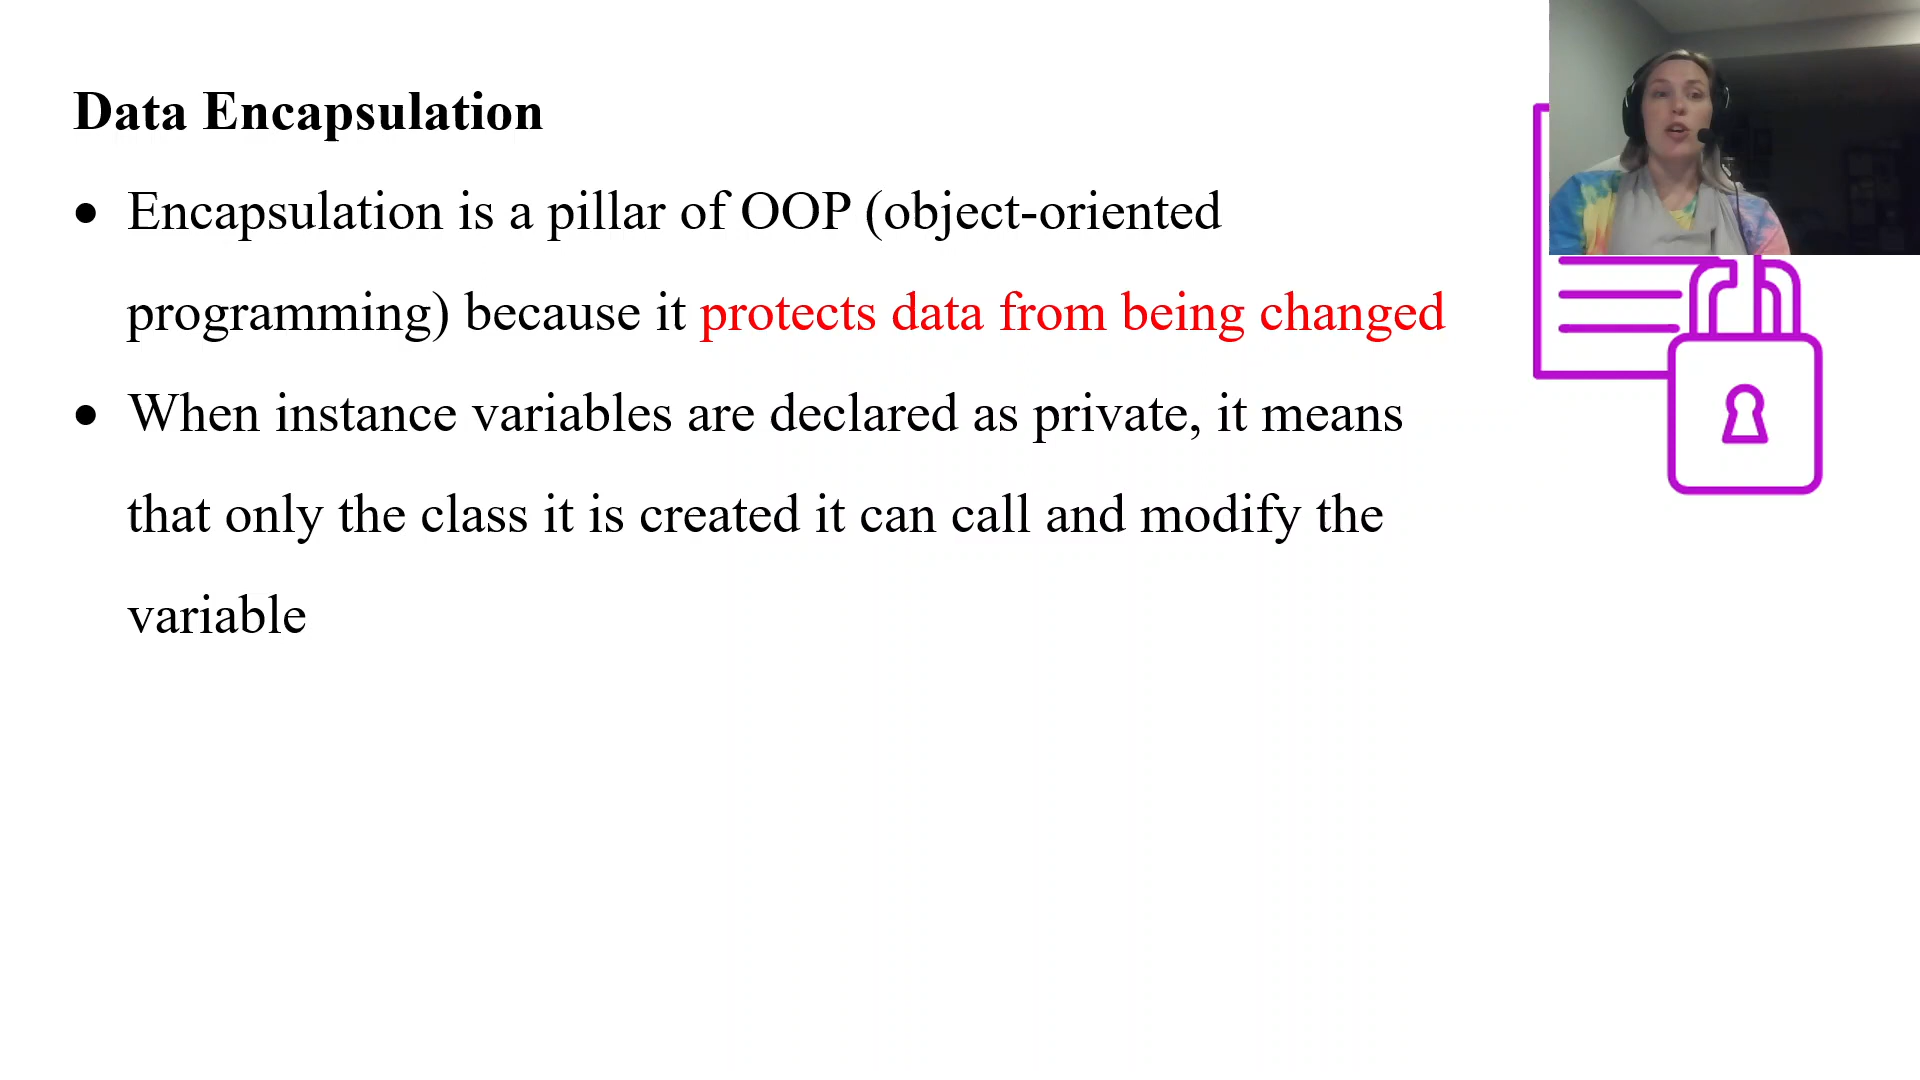 Data Encapsulation
• Encapsulation is a pillar of OOP (object-oriented
programming) because it protects data from being changed
• When instance variables are declared as private, it means
that only the class it is created it can call and modify the
variable